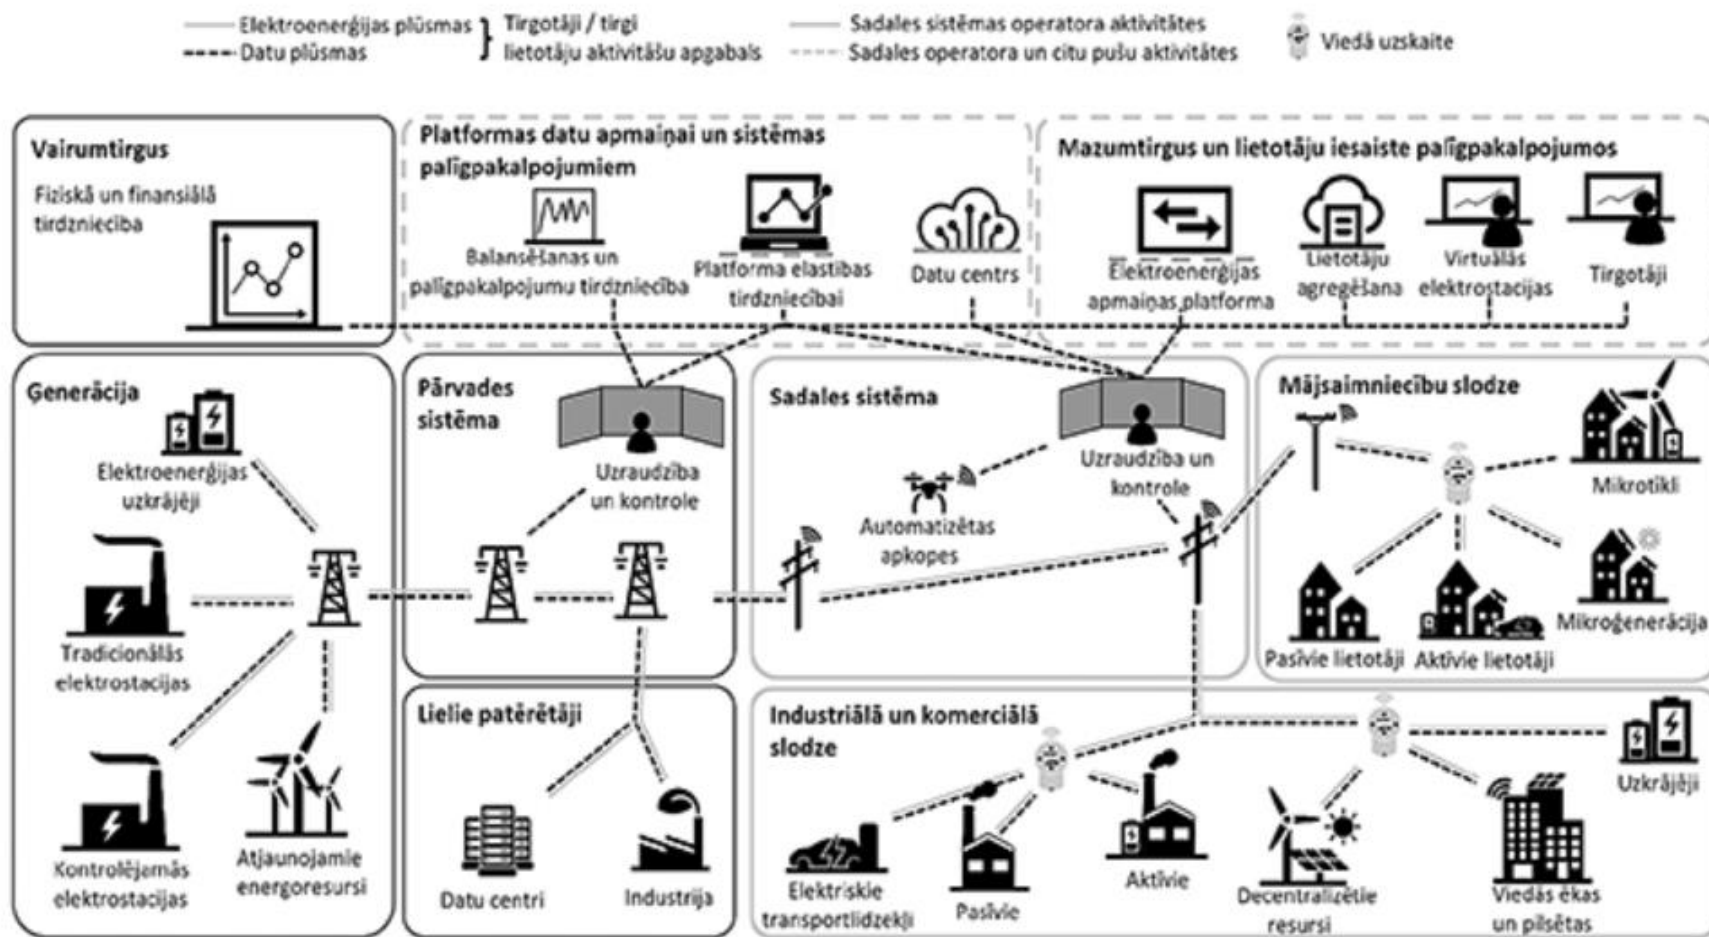 Elektroenerģijas plūsmas
Datu plūsmas
Tirgotāji / tirgi
lietotāju aktivitāšu apgabals
Sadales sistēmas operatora aktivitātes
Sadales operatora un citu pušu aktivitātes
Viedā uzskaite
Vairumtirgus
Fiziskā un finansiālā
tirdzniecība
Platformas datu apmaiņai un sistēmas
palīgpakalpojumiem
Balansēšanas un
palīgpakalpojumu tirdzniecība
Platforma elastības
tirdzniecībai
Datu centrs
Mazumtirgus un lietotāju iesaiste palīgpakalpojumos
Elektroenerģijas
apmaiņas platforma
Lietotāju
agregēšana
Virtuālās
elektrostacijas
Tirgotāji
Ģenerācija
Elektroenerģijas
uzkrājēji
Tradicionālās
elektrostacijas
Kontrolējamās
elektrostacijas
Atjaunojamie
energoresursi
Pārvades
sistēma
Uzraudzība
un kontrole
Lielie patērētāji
Datu centri
Industrija
Sadales sistēma
Uzraudzība un
kontrole
Automatizētas
apkopes
Mājsaimniecību slodze
Mikrotīkli
Mikroģenerācija
Pasīvie lietotāji
Aktīvie lietotāji
Industriālā un komerciālā
slodze
Elektriskie
transportlīdzekļi
Pasīvie
Aktīvie
Decentralizētie
resursi
Uzkrājēji
Viedās ēkas
un pilsētas